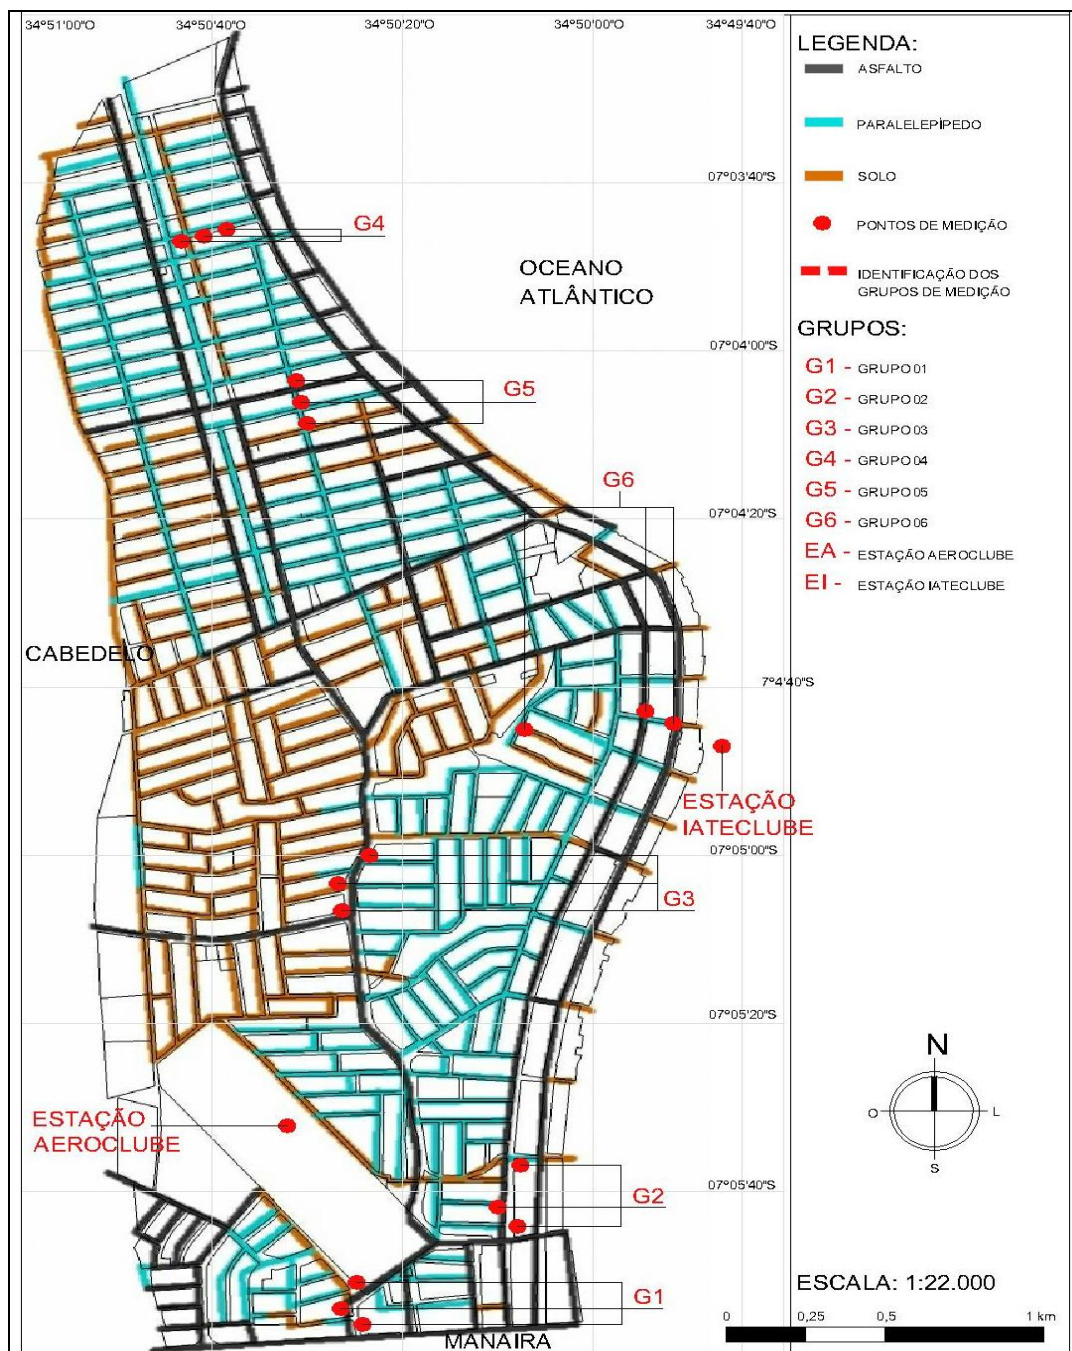 34°51'00"O 34°50'40"O 34°50'20"O 34°50'00"O 34°49'40"O
LEGENDA:
ASFALTO
PARALELEPÍPEDO
SOLO
PONTOS DE MEDIÇÃO
IDENTIFICAÇÃO DOS
GRUPOS DE MEDIÇÃO
GRUPOS:
G1 - GRUPO 01
G2 - GRUPO 02
G3 - GRUPO 03
G4 - GRUPO 04
G5 - GRUPO 05
G6 - GRUPO 06
EA - ESTAÇÃO AEROCLUBE
EI - ESTAÇÃO IATECLUBE
07°03'40"S
G4
OCEANO
ATLÂNTICO
07°04'00"S
G5
G6
07°04'20"S
CABEDELO
7°4'40"S
ESTAÇÃO
IATECLUBE
07°05'00"S
G3
07°05'20"S
N
O L
S
ESTAÇÃO
AEROCLUBE
07°05'40"S
G2
G1
MANAIRA
ESCALA: 1:22.000
0 0,25 0,5 1 km